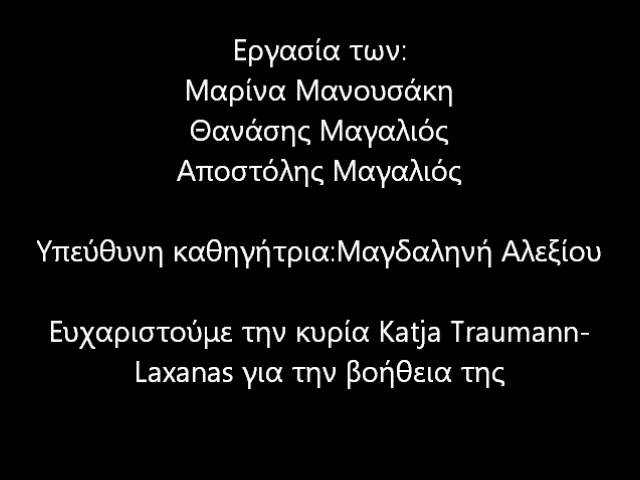 Εργασία των:
Μαρίνα Μανουσάκη
Θανάσης Μαγαλιός
Αποστόλης Μαγαλιός
Υπεύθυνη καθηγήτρια:Μαγδαληνή Αλεξίου
Ευχαριστούμε την κυρία Katja Traumann-
Laxanas για την βοήθεια της